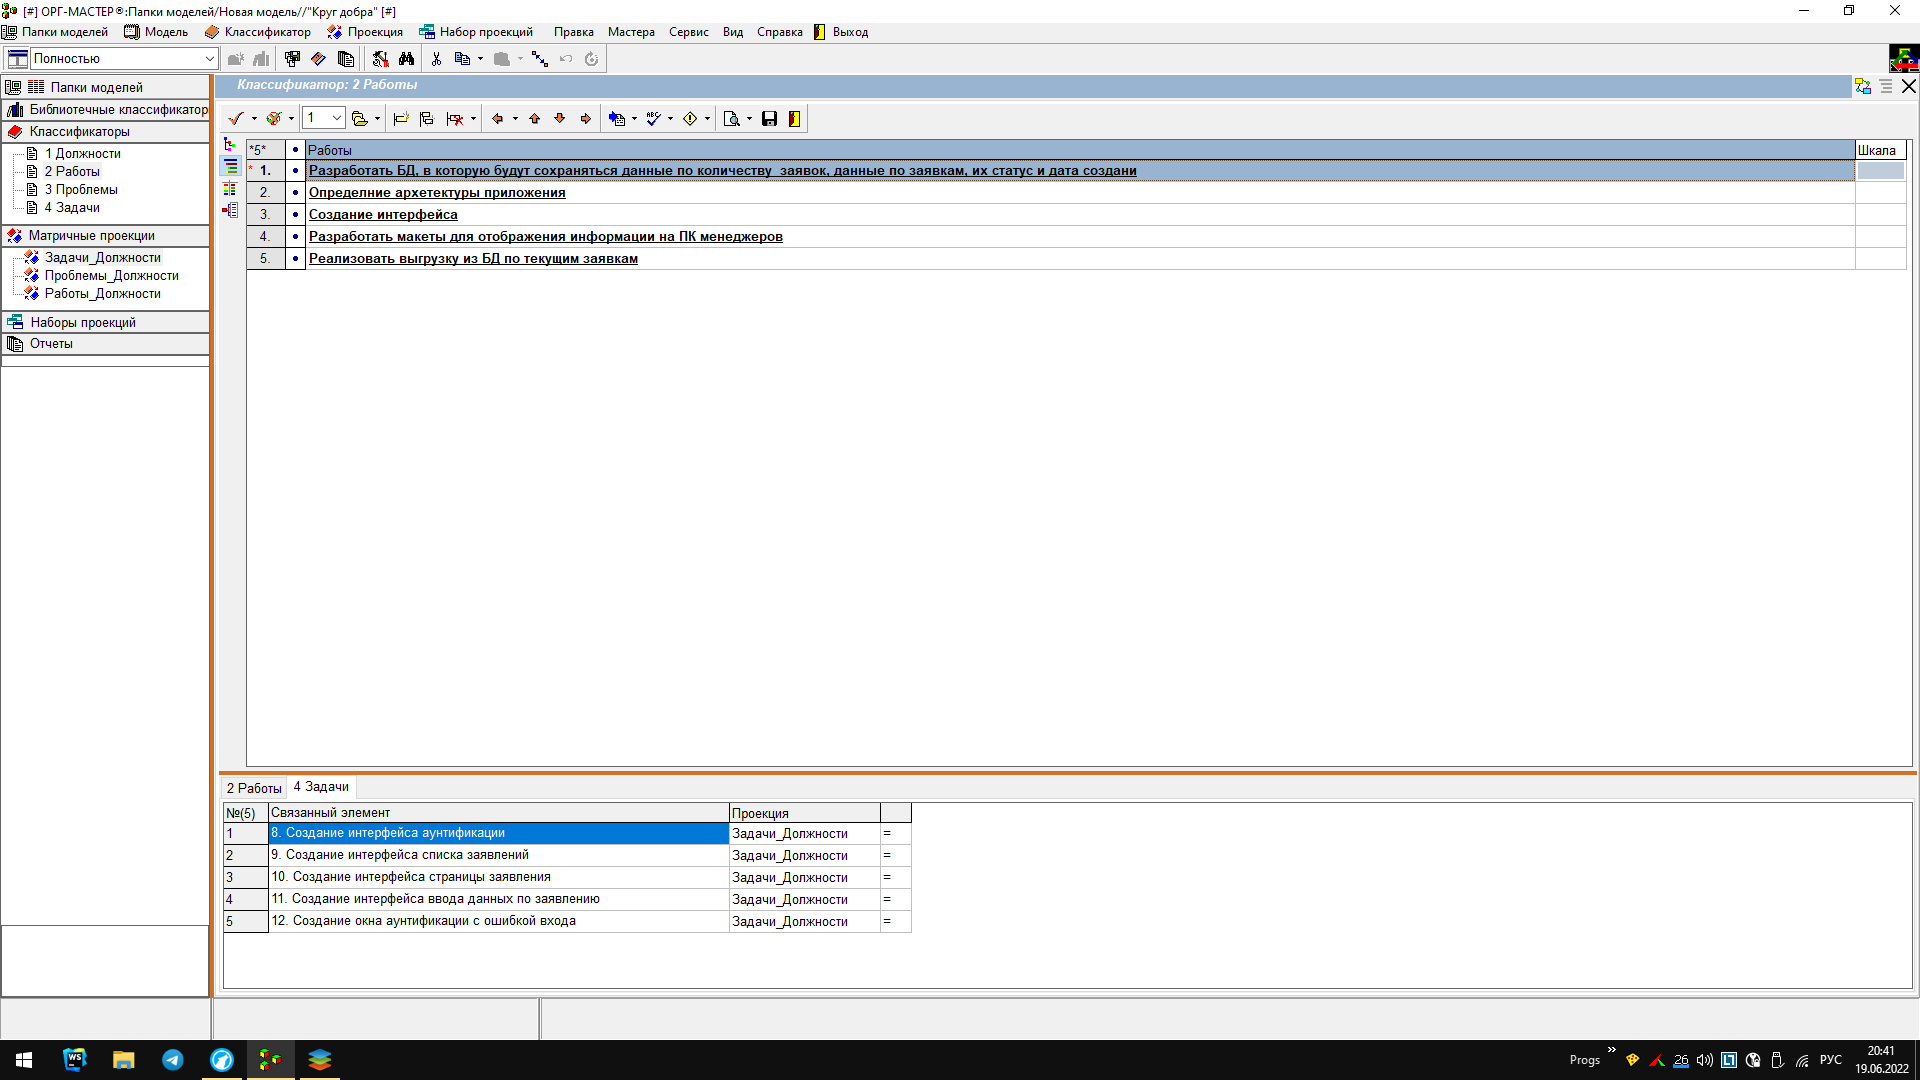 [#] ОРГ-МАСТЕР®:Папки моделей/Новая модель//"Круг добра" [#]
Папки моделей Модель Классификатор Проекция Набор проекций Правка Мастера Сервис Вид Справка Выход
Полностью
Папки моделей
Библиотечные классификатор
Классификаторы
1 Должности
2 Работы
3 Проблемы
4 Задачи
Матричные проекции
Задачи_Должности
Проблемы_Должности
Работы_Должности
Наборы проекций
Отчеты
Классификатор: 2 Работы
1
*5* • Работы Шкала
* 1. • Разработать БД, в которую будут сохраняться данные по количеству  заявок, данные по заявкам, их статус и дата создани
2. • Определние архетектуры приложения
3. • Создание интерфейса
4. • Разработать макеты для отображения информации на ПК менеджеров
5. • Реализовать выгрузку из БД по текущим заявкам
2 Работы 4 Задачи
№(5) Связанный элемент Проекция
1 8. Создание интерфейса аунтификации Задачи_Должности =
2 9. Создание интерфейса списка заявлений Задачи_Должности =
3 10. Создание интерфейса страницы заявления Задачи_Должности =
4 11. Создание интерфейса ввода данных по заявлению Задачи_Должности =
5 12. Создание окна аунтификации с ошибкой входа Задачи_Должности =
WS
Progs » 26 РУС
20:41
19.06.2022